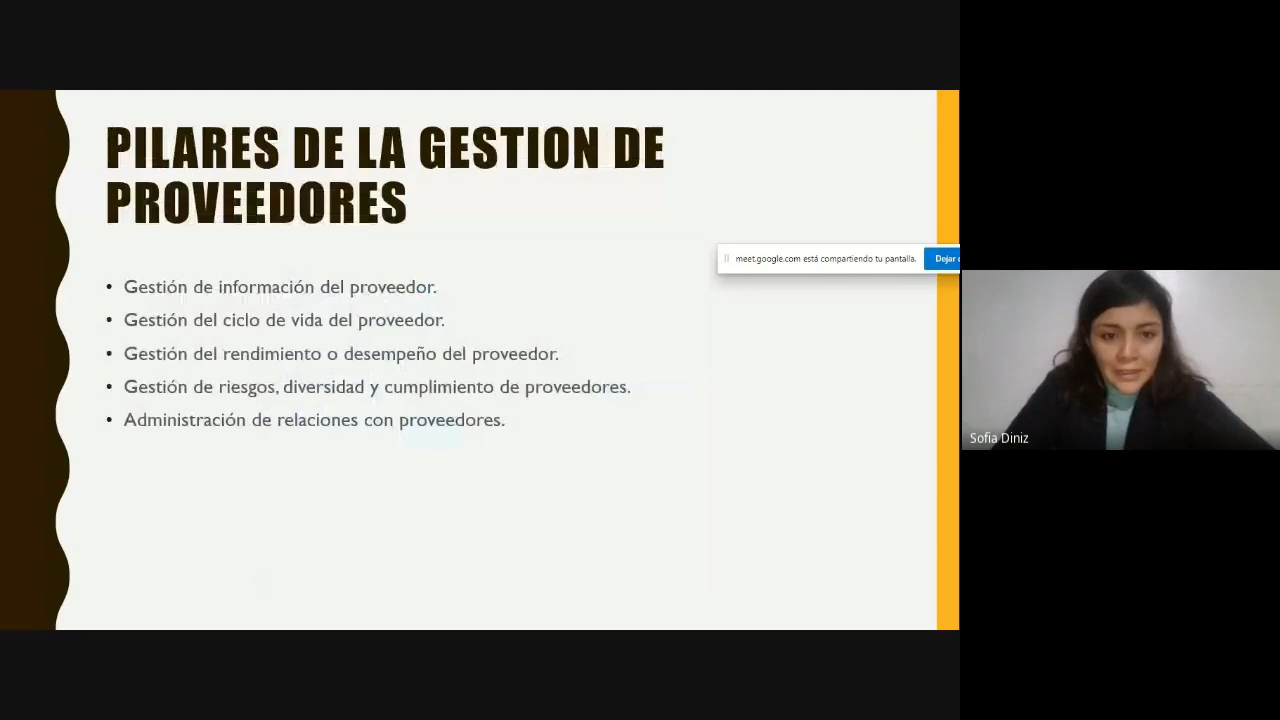 PILARES DE LA GESTION DE
PROVEEDORES
• Gestión de información del proveedor.
• Gestión del ciclo de vida del proveedor.
• Gestión del rendimiento o desempeño del proveedor.
• Gestión de riesgos, diversidad y cumplimiento de proveedores.
• Administración de relaciones con proveedores.
meet.google.com está compartiendo tu pantalla.
Dejar
Sofia Diniz